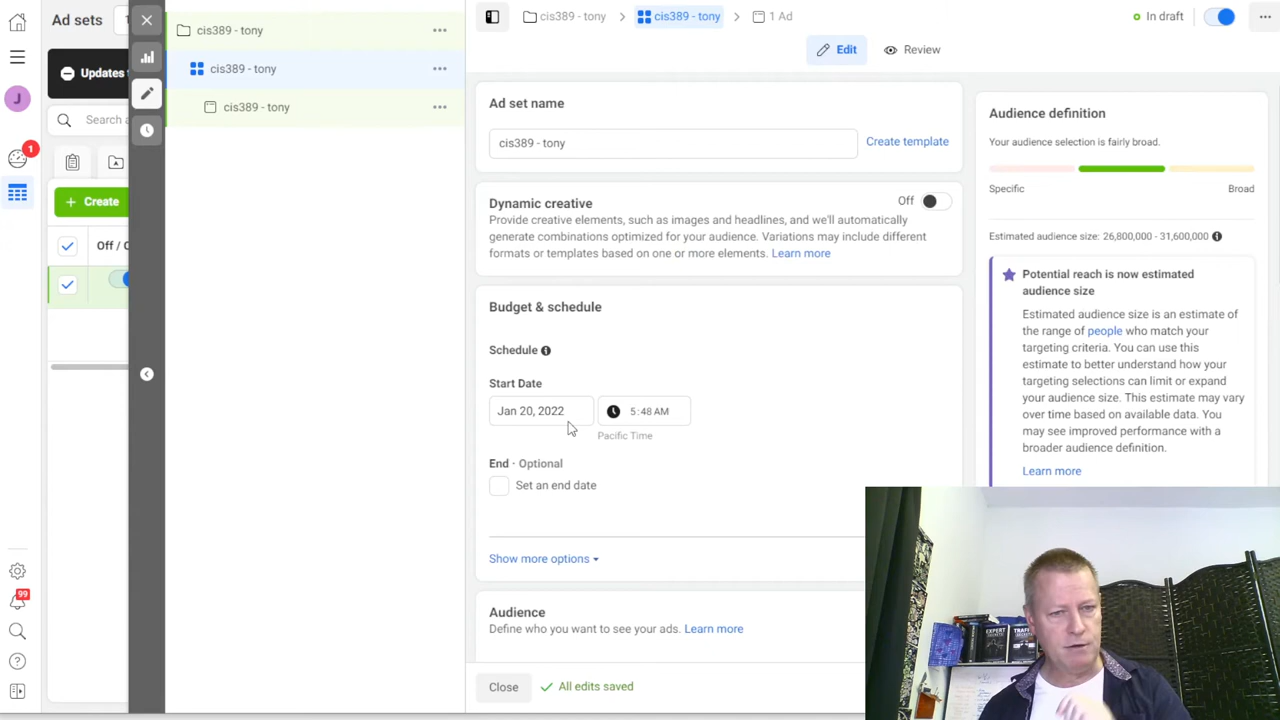 Ad sets
1
Updates
Search a
Create
Off / O
J
1
99
cis389 - tony
cis389 - tony
cis389 - tony
cis389 - tony
cis389 - tony
1 Ad
In draft
Edit
Review
Ad set name
cis389 - tony
Create template
Dynamic creative
Off
Provide creative elements, such as images and headlines, and we'll automatically
generate combinations optimized for your audience. Variations may include different
formats or templates based on one or more elements. Learn more
Budget & schedule
Schedule
Start Date
Jan 20, 2022
5:48 AM
Pacific Time
End · Optional
Set an end date
Show more options
Audience
Define who you want to see your ads. Learn more
Close
All edits saved
Audience definition
Your audience selection is fairly broad.
Specific
Broad
Estimated audience size: 26,800,000 - 31,600,000
Potential reach is now estimated
audience size
Estimated audience size is an estimate of
the range of people who match your
targeting criteria. You can use this
estimate to better understand how your
targeting selections can limit or expand
your audience size. This estimate may vary
over time based on available data. You
may see improved performance with a
broader audience definition.
Learn more
EXPERT
SECRETS
TRAFFIC
SECRETS